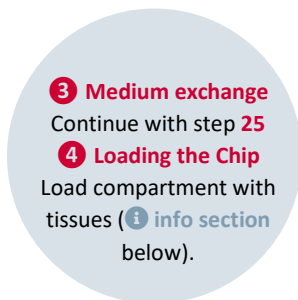 ❸ Medium exchange
Continue with step 25
❹ Loading the Chip
Load compartment with
tissues (ℹ info section
below).